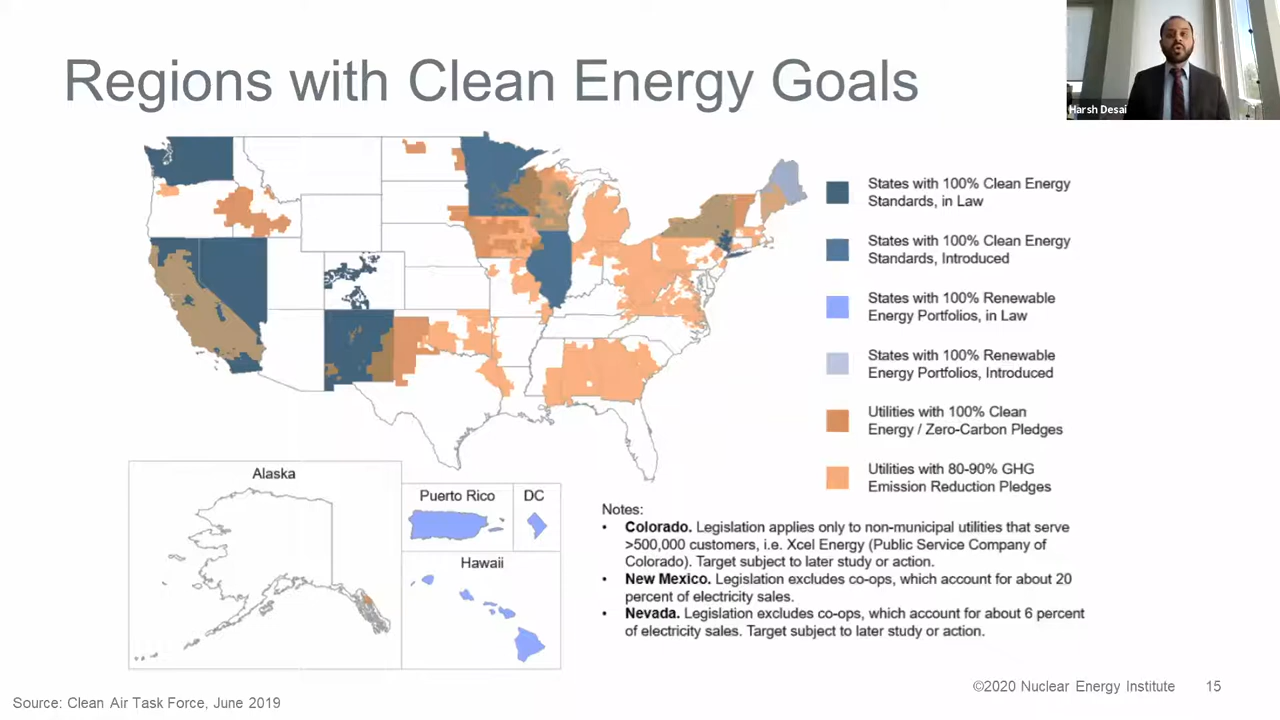 Regions with Clean Energy Goals
Harsh Desai
States with 100% Clean Energy
Standards, in Law
States with 100% Clean Energy
Standards, Introduced
States with 100% Renewable
Energy Portfolios, in Law
States with 100% Renewable
Energy Portfolios, Introduced
Utilities with 100% Clean
Energy / Zero-Carbon Pledges
Utilities with 80-90% GHG
Emission Reduction Pledges
Alaska
Puerto Rico
DC
Hawaii
Notes:
• Colorado. Legislation applies only to non-municipal utilities that serve
>500,000 customers, i.e. Xcel Energy (Public Service Company of
Colorado). Target subject to later study or action.
• New Mexico. Legislation excludes co-ops, which account for about 20
percent of electricity sales.
• Nevada. Legislation excludes co-ops, which account for about 6 percent
of electricity sales. Target subject to later study or action.
Source: Clean Air Task Force, June 2019
©2020 Nuclear Energy Institute 15